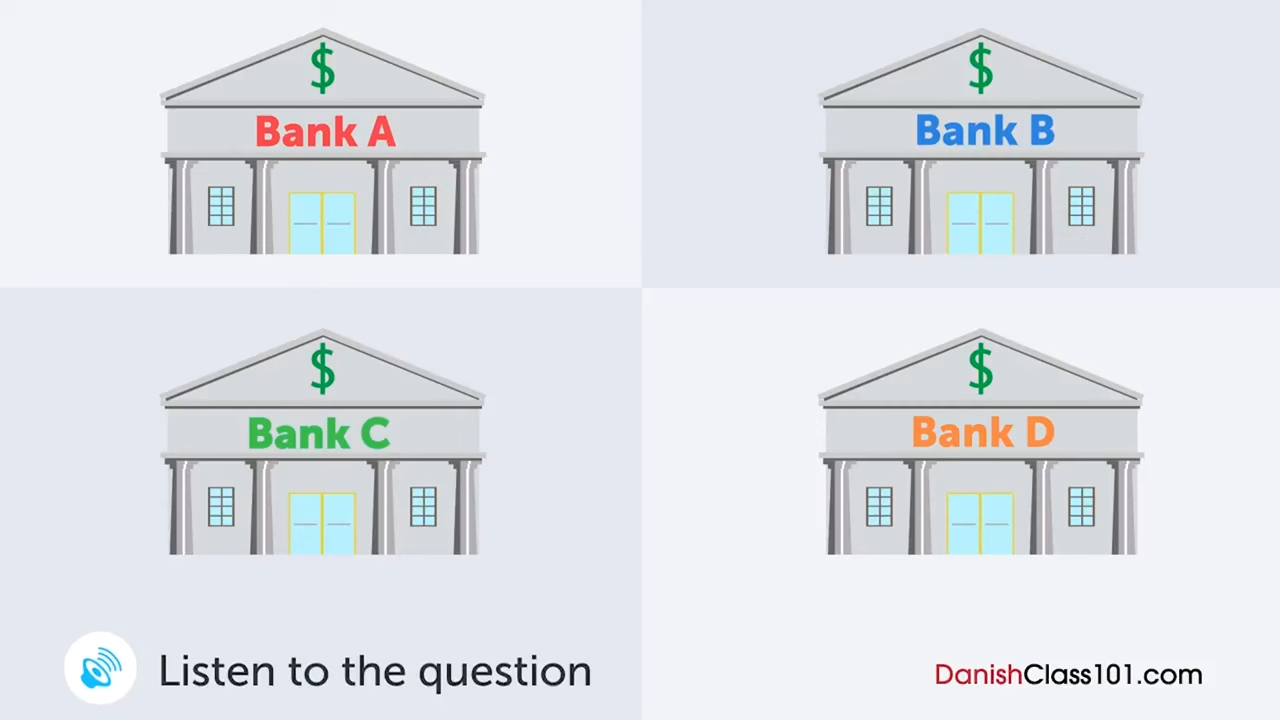 $
Bank A
$
Bank B
$
Bank C
$
Bank D
Listen to the question
DanishClass101.com